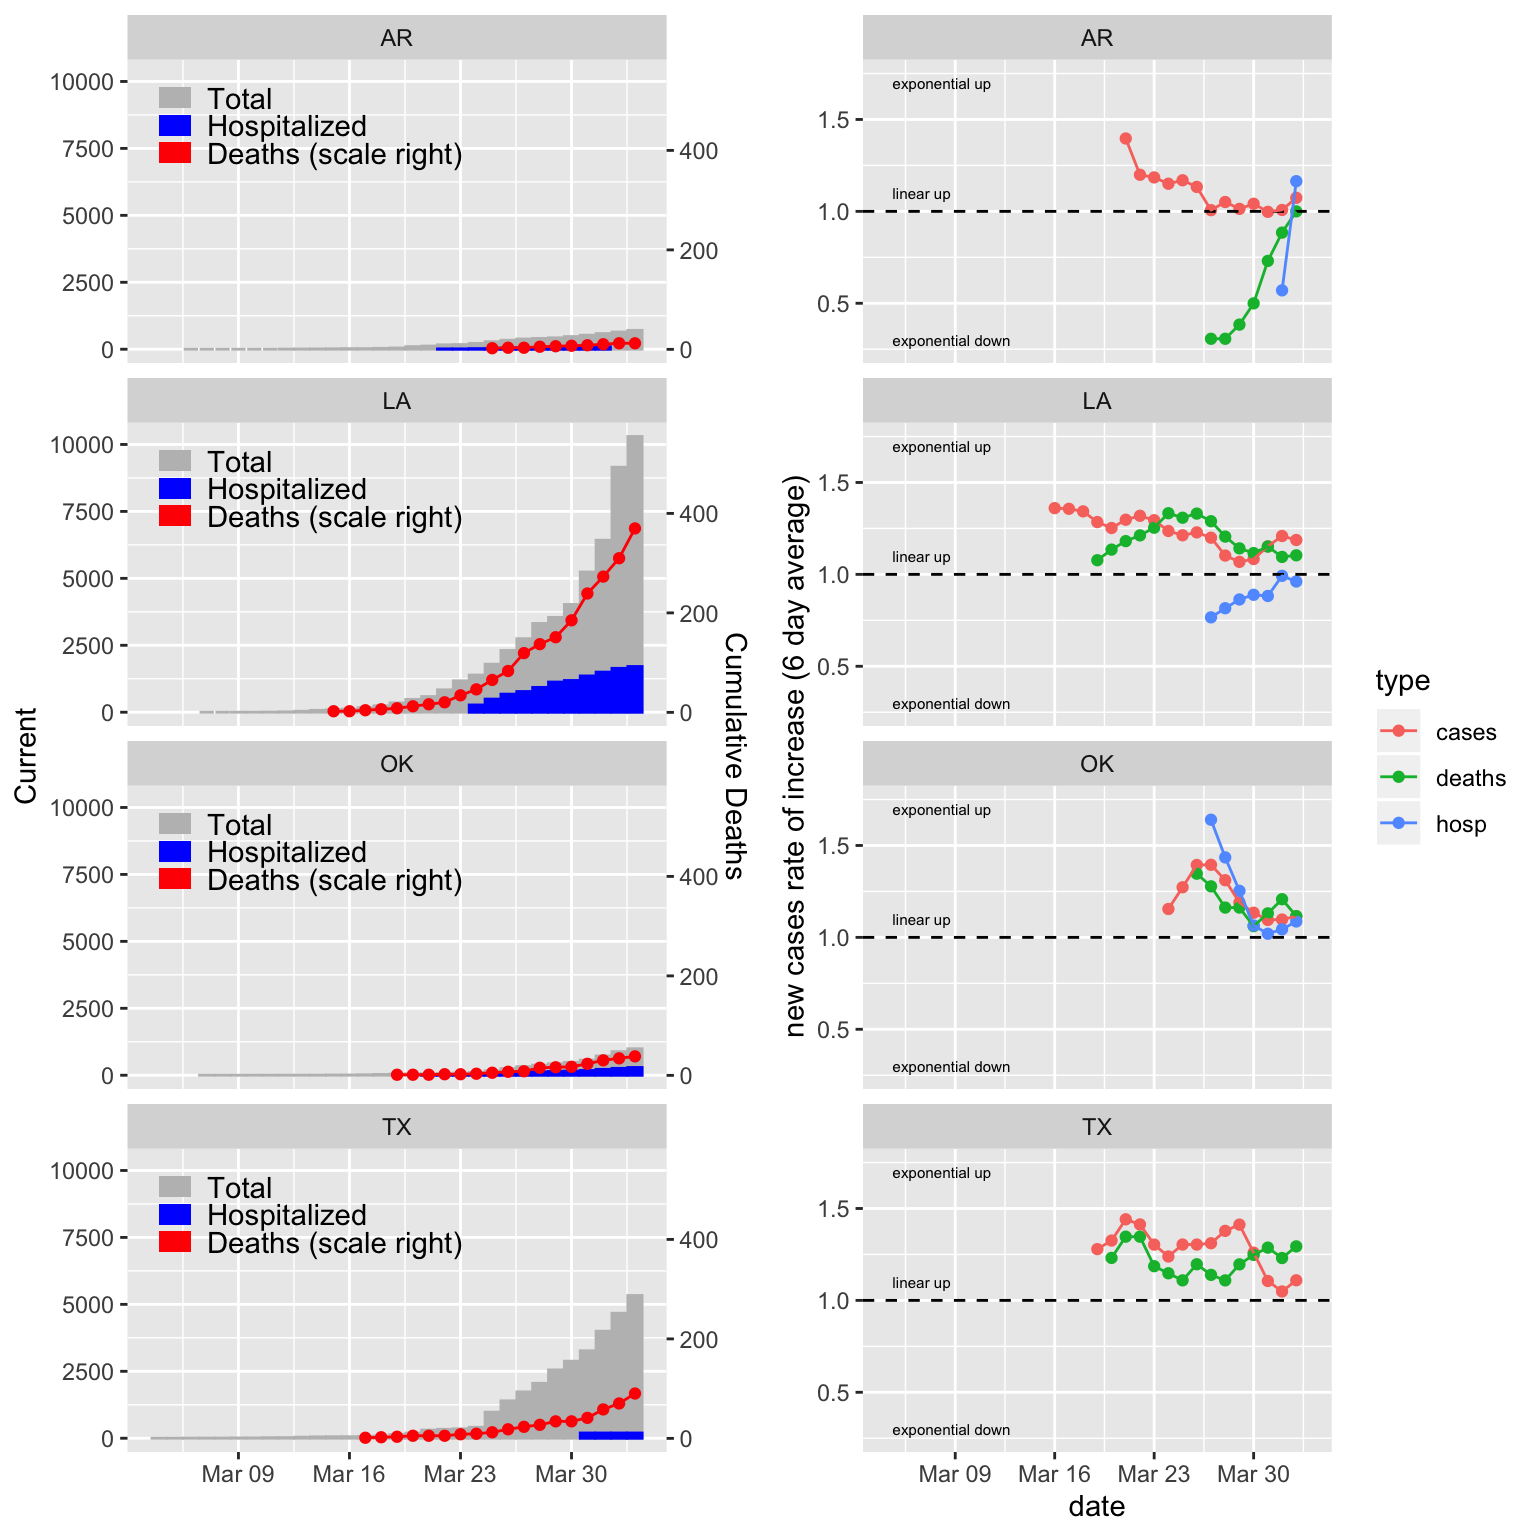 AR
10000
7500
5000
2500
0
Total
Hospitalized
Deaths (scale right)
400
200
0
LA
10000
7500
5000
2500
0
Total
Hospitalized
Deaths (scale right)
400
200
0
OK
10000
7500
5000
2500
0
Total
Hospitalized
Deaths (scale right)
400
200
0
TX
10000
7500
5000
2500
0
Total
Hospitalized
Deaths (scale right)
400
200
0
Mar 09 Mar 16 Mar 23 Mar 30
Current
Cumulative Deaths
AR
1.5
1.0
0.5
exponential up
linear up
exponential down
LA
1.5
1.0
0.5
exponential up
linear up
exponential down
OK
1.5
1.0
0.5
exponential up
linear up
exponential down
TX
1.5
1.0
0.5
exponential up
linear up
exponential down
Mar 09 Mar 16 Mar 23 Mar 30
date
new cases rate of increase (6 day average)
type
cases
deaths
hosp